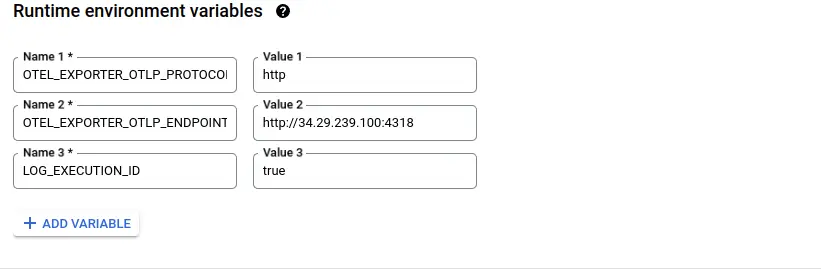 Runtime environment variables
Name 1 * Value 1
OTEL_EXPORTER_OTLP_PROTOCOL http
Name 2 * Value 2
OTEL_EXPORTER_OTLP_ENDPOINT http://34.29.239.100:4318
Name 3 * Value 3
LOG_EXECUTION_ID true
ADD VARIABLE